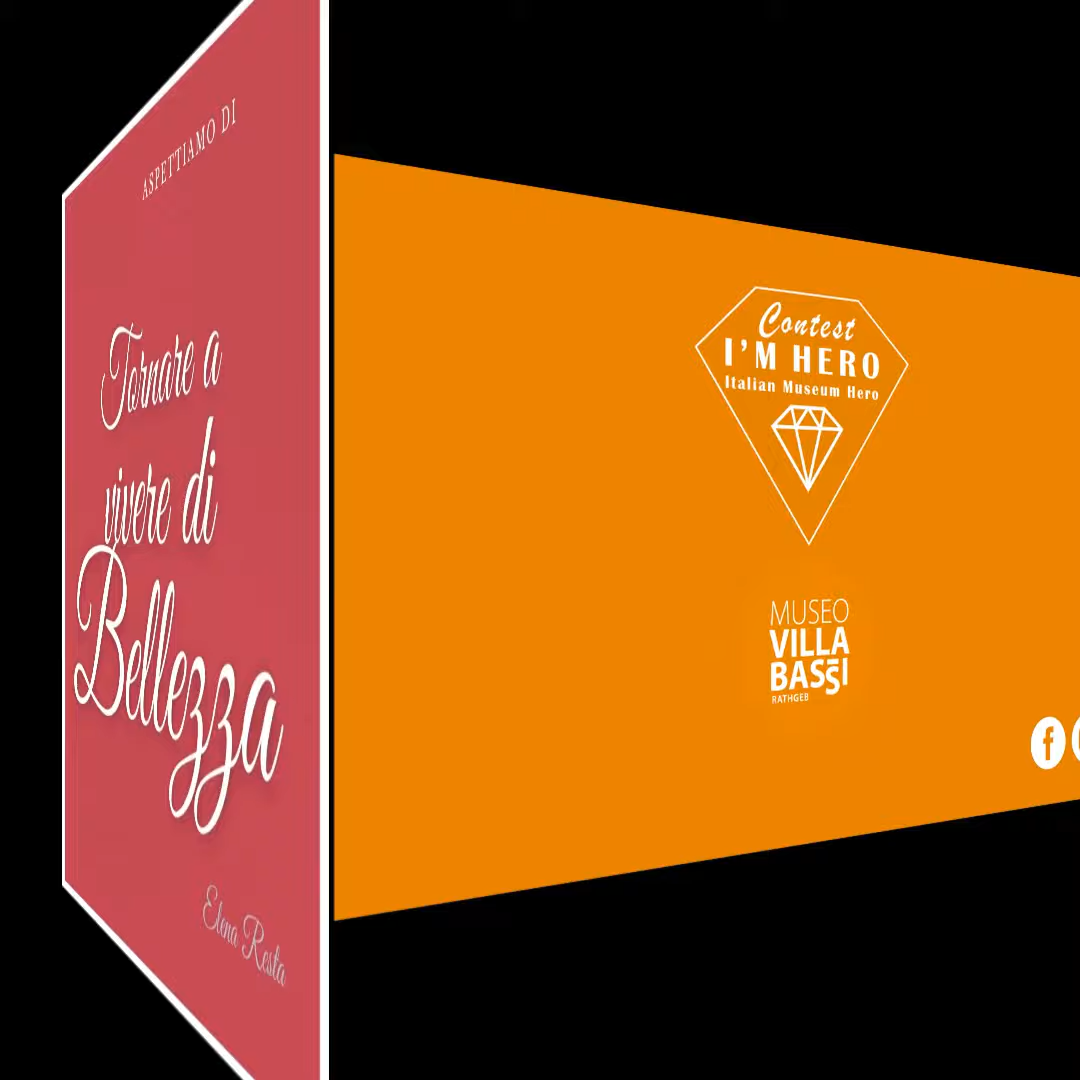 ASPETTIAMO DI
Tornare a
vivere di
Bellezza
Elena Resta
Contest
I'M HERO
Italian Museum Hero
MUSEO
VILLA
BASSI
RATHGEB
f